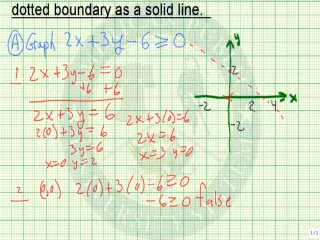 dotted boundary as a solid line.
(A) Graph 2x+3y-6≥0
1 2x+3y-6=0
+6 +6
2x+3y=6
2(0)+3y=6
3y=6
x=0 y=2
2x+3(0)=6
2x=6
x=3 y=0
2 (0,0) 2(0)+3(0)-6≥0
-6≥0 false
y
2
-2 2 4 x
-2
1/2